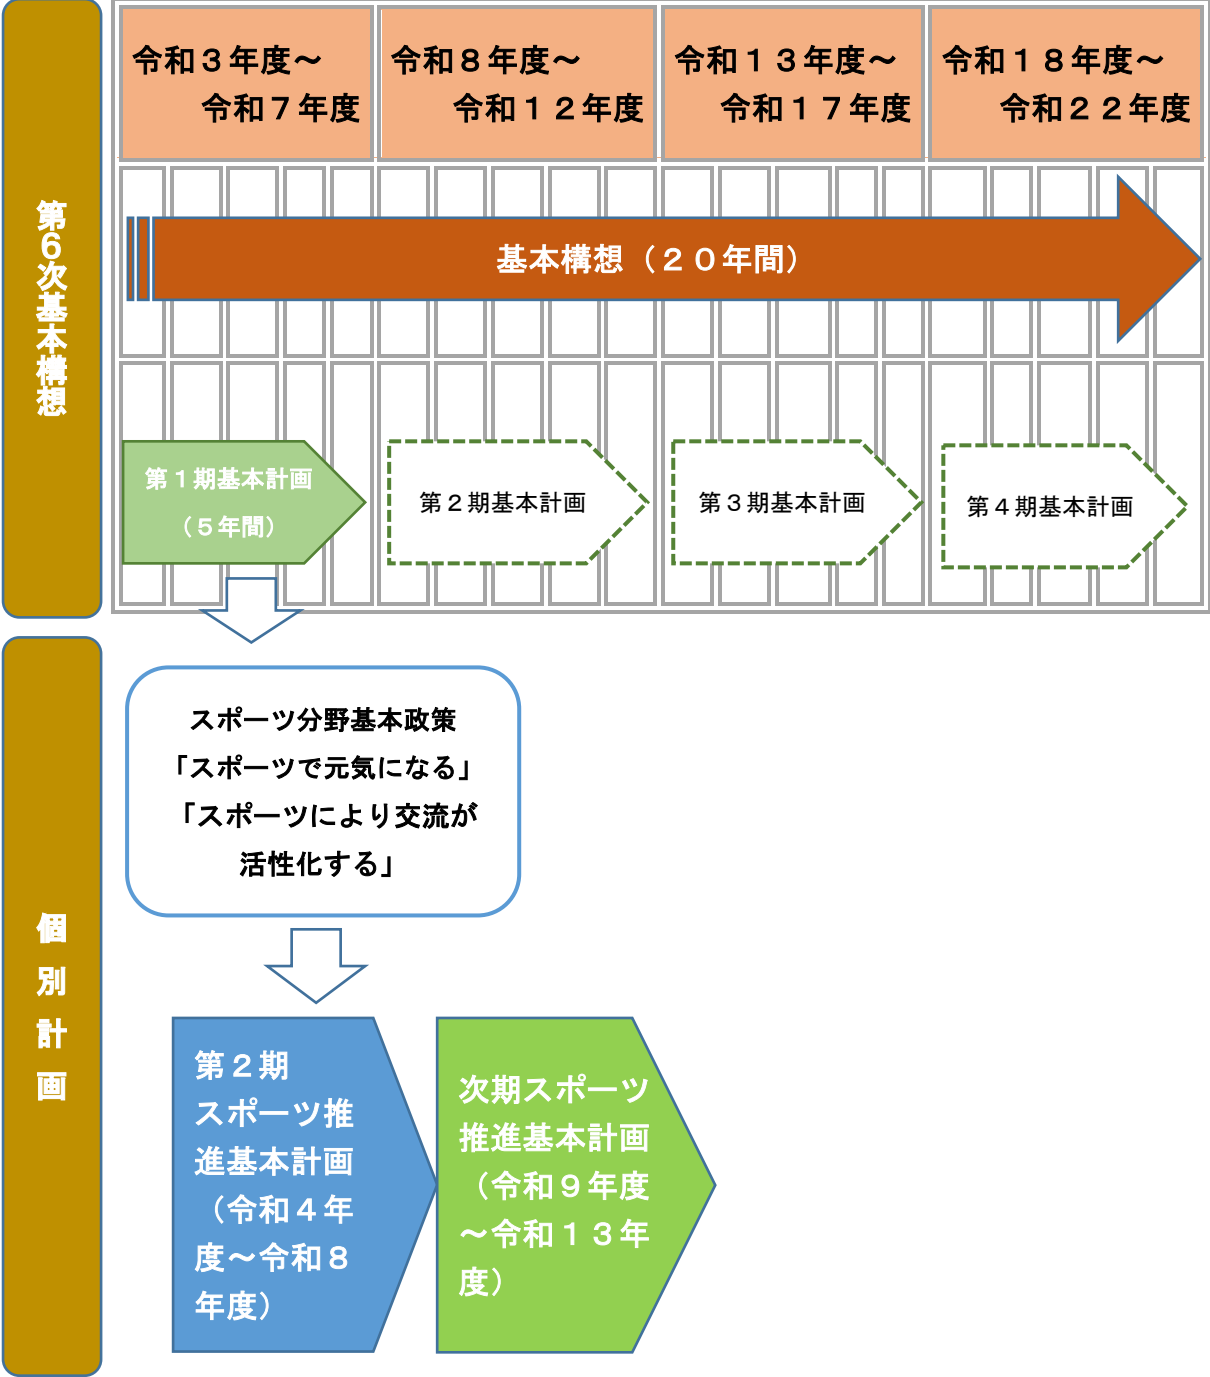 第６次基本構想
令和３年度～
令和７年度
令和８年度～
令和１２年度
令和１３年度～
令和１７年度
令和１８年度～
令和２２年度
基本構想（２０年間）
第１期基本計画
（５年間）
第２期基本計画
第３期基本計画
第４期基本計画
個別計画
スポーツ分野基本政策
「スポーツで元気になる」
「スポーツにより交流が
活性化する」
第２期
スポーツ推
進基本計画
（令和４年
度～令和８
年度）
次期スポーツ
推進基本計画
（令和９年度
～令和１３年
度）